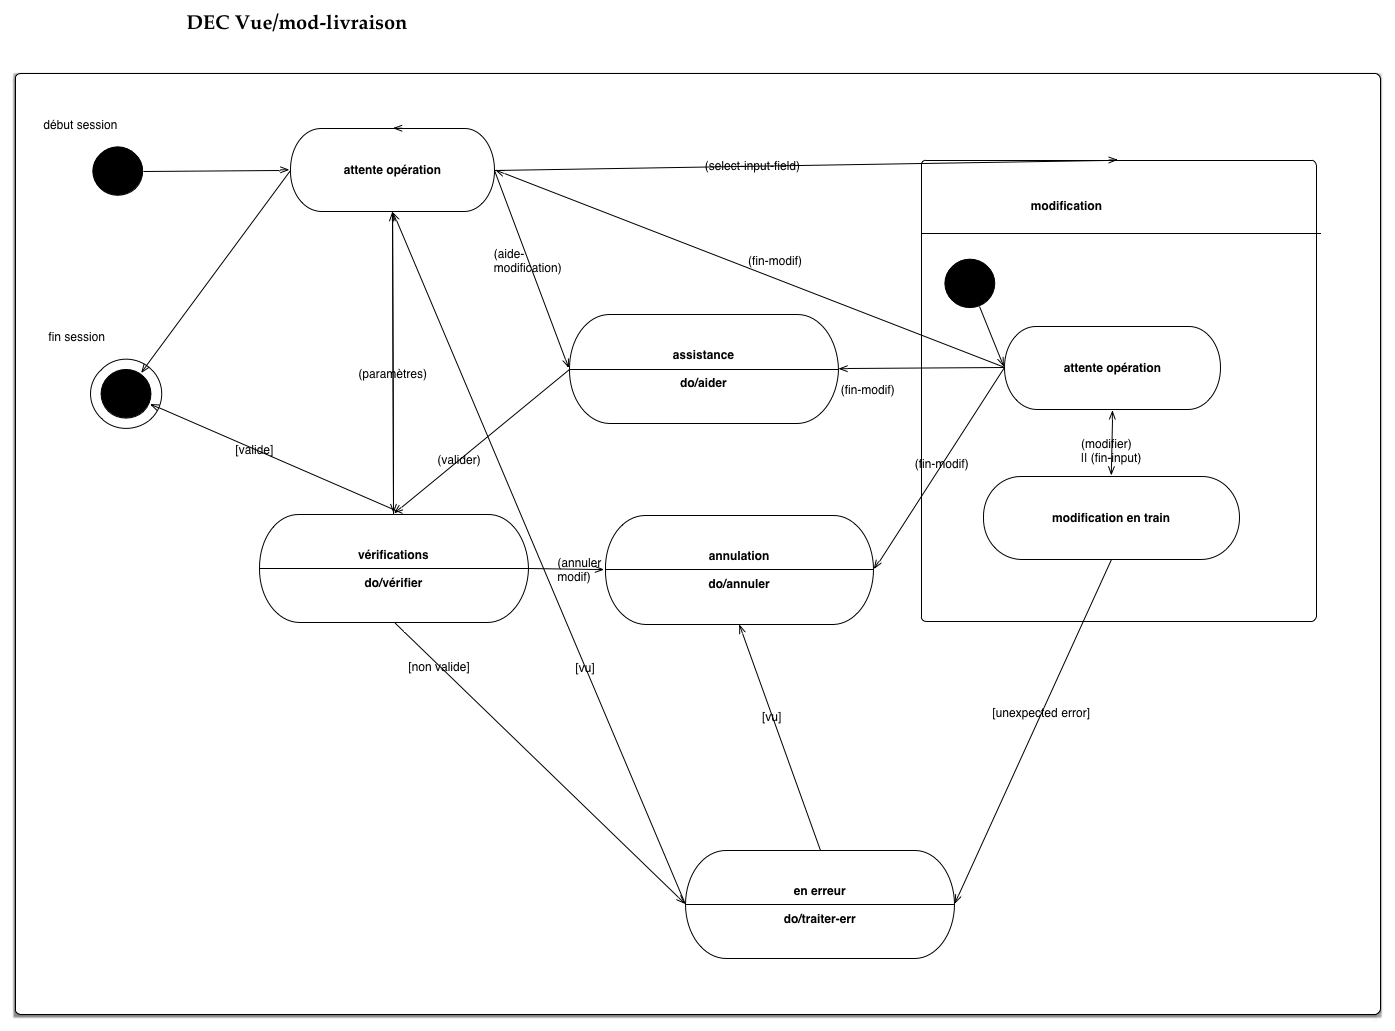 DEC Vue/mod-livraison
début session
attente opération
(select input-field)
modification
(aide-
modification)
(fin-modif)
fin session
assistance
do/aider
(paramètres)
(fin-modif)
attente opération
[valide]
(valider)
(fin-modif)
(modifier)
II (fin-input)
modification en train
vérifications
do/vérifier
(annuler
modif)
annulation
do/annuler
[non valide]
[vu]
[vu]
[unexpected error]
en erreur
do/traiter-err